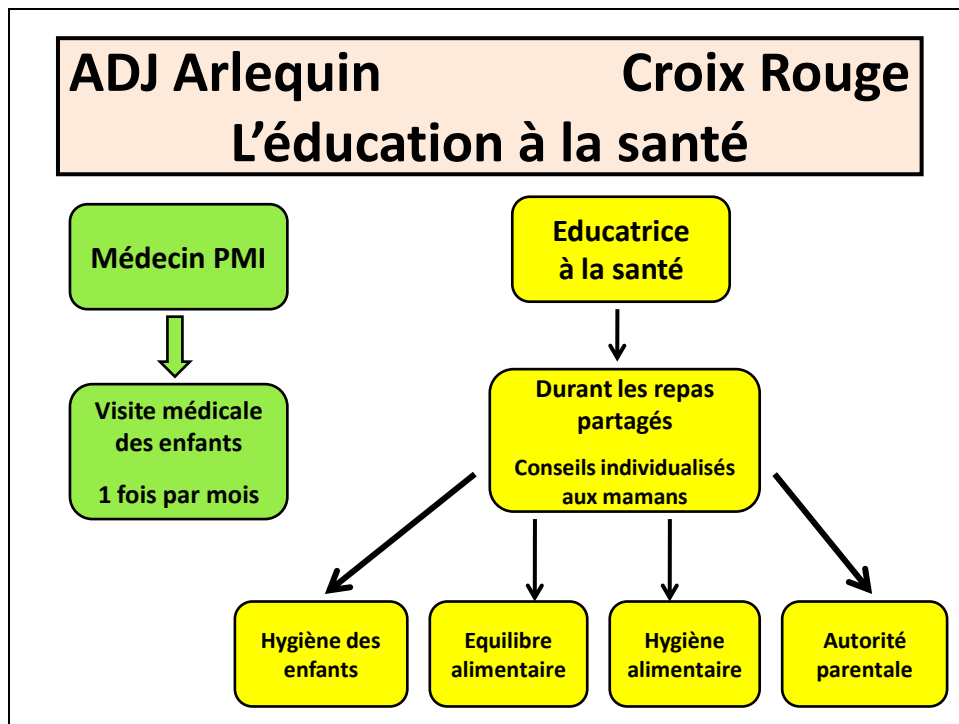 ADJ Arlequin Croix Rouge
L'éducation à la santé
Médecin PMI
Visite médicale
des enfants
1 fois par mois
Educatrice
à la santé
Durant les repas
partagés
Conseils individualisés
aux mamans
Hygiène des
enfants
Equilibre
alimentaire
Hygiène
alimentaire
Autorité
parentale